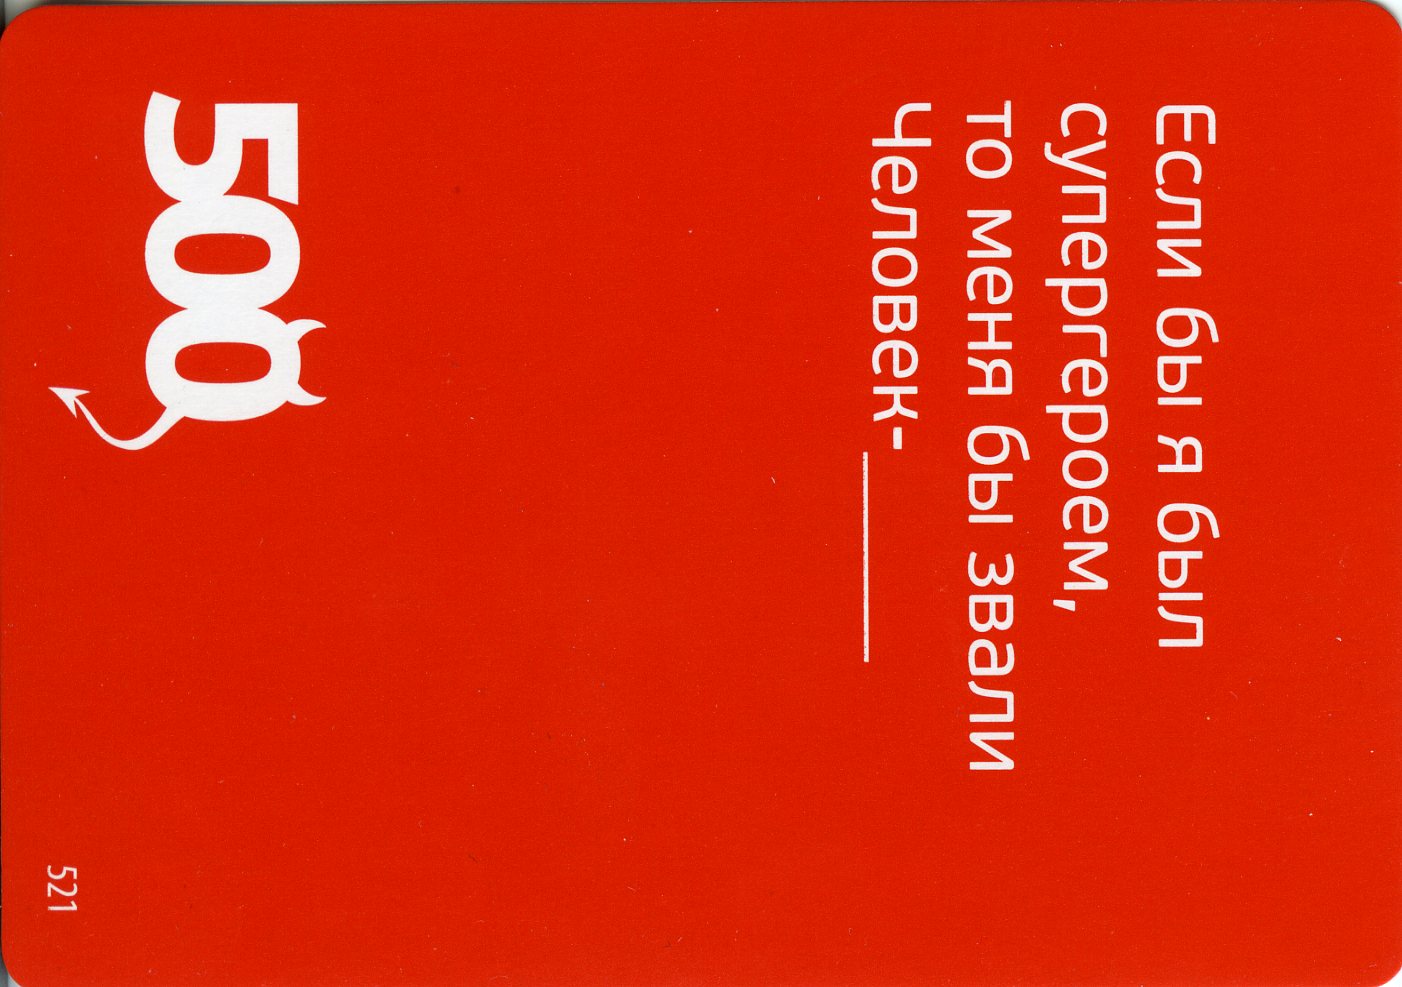 Если бы я был
супергероем,
то меня бы звали
Человек-______
500
521